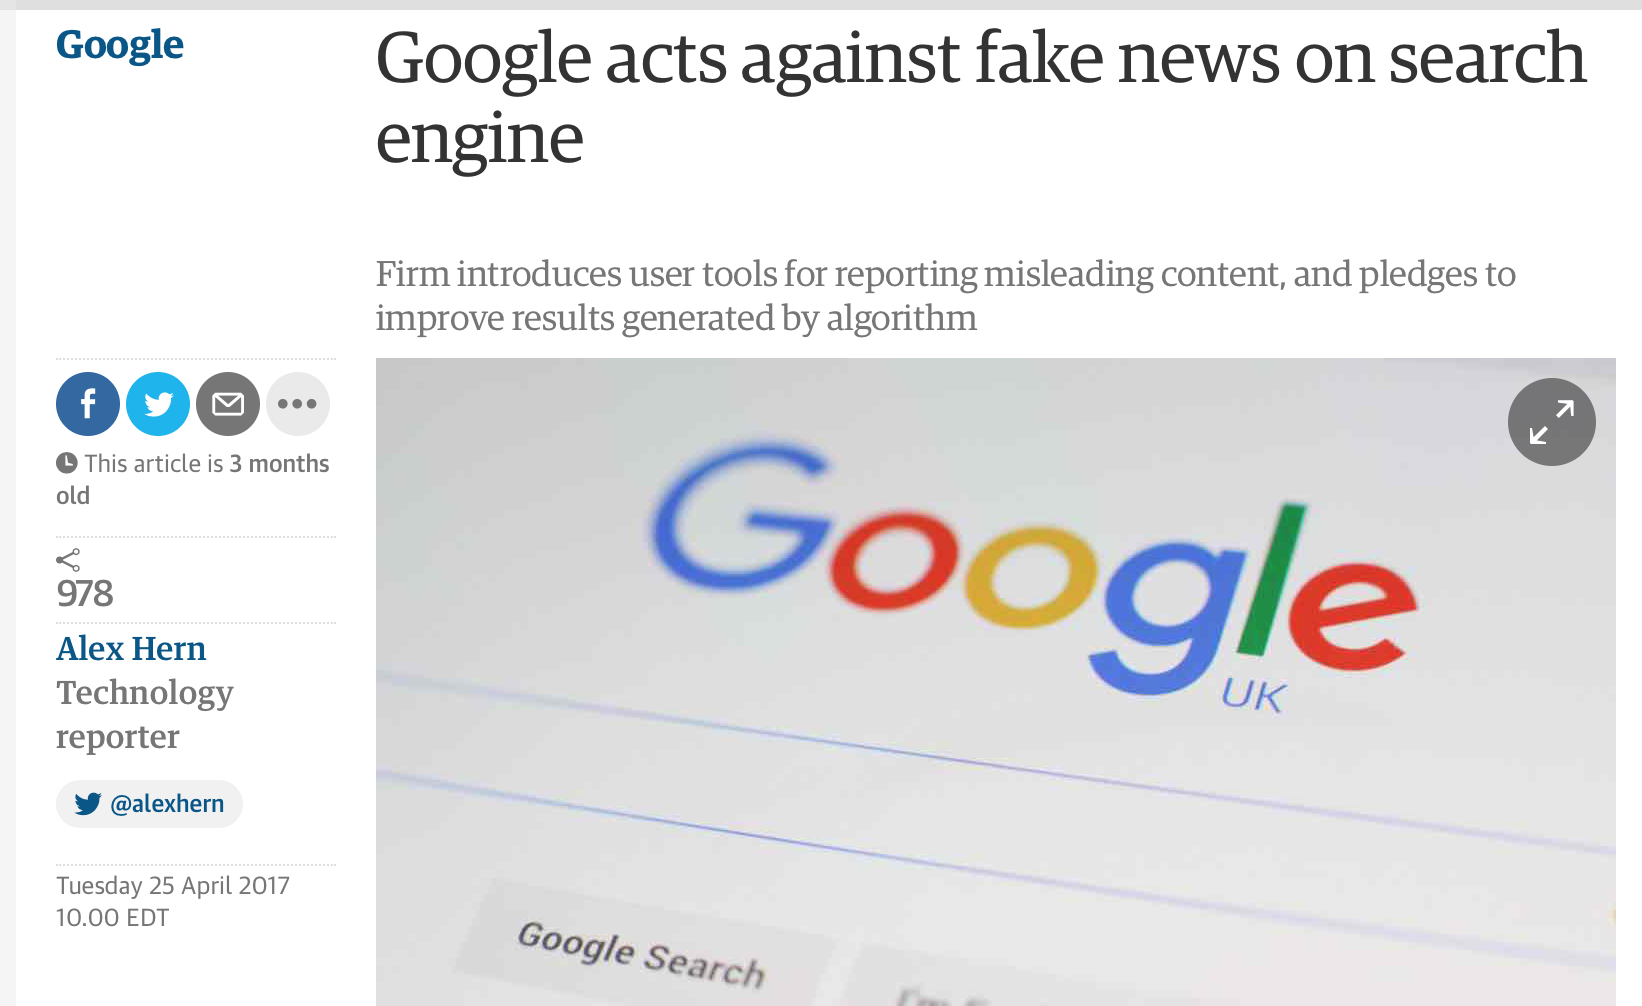 Google
Google acts against fake news on search
engine
Firm introduces user tools for reporting misleading content, and pledges to
improve results generated by algorithm
This article is 3 months
old
978
Alex Hern
Technology
reporter
@alexhern
Tuesday 25 April 2017
10.00 EDT
Google
UK
Google Search